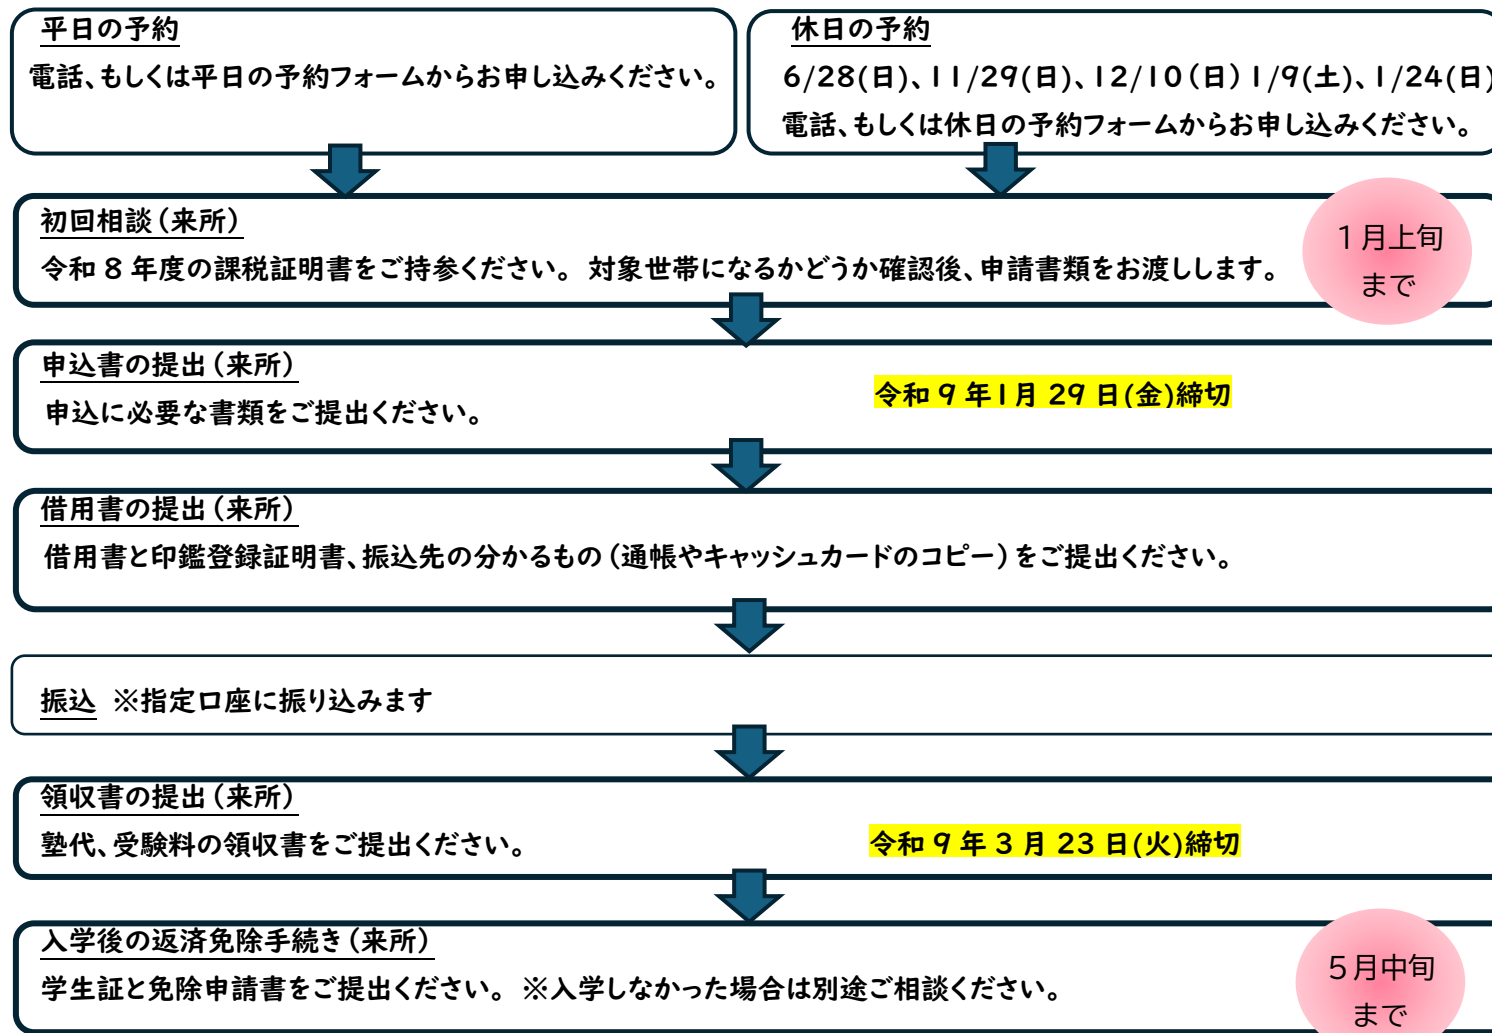 平日の予約
電話、もしくは平日の予約フォームからお申し込みください。
休日の予約
6/28(日)、11/29(日)、12/10(日)1/9(土)、1/24(日)
電話、もしくは休日の予約フォームからお申し込みください。
初回相談(来所)
令和8年度の課税証明書をご持参ください。 対象世帯になるかどうか確認後、申請書類をお渡しします。
1月上旬
まで
申込書の提出(来所)
申込に必要な書類をご提出ください。
令和9年1月29日(金)締切
借用書の提出(来所)
借用書と印鑑登録証明書、振込先の分かるもの(通帳やキャッシュカードのコピー)をご提出ください。
振込 ※指定口座に振り込みます
領収書の提出(来所)
塾代、受験料の領収書をご提出ください。
令和9年3月23日(火)締切
入学後の返済免除手続き(来所)
学生証と免除申請書をご提出ください。 ※入学しなかった場合は別途ご相談ください。
5月中旬
まで